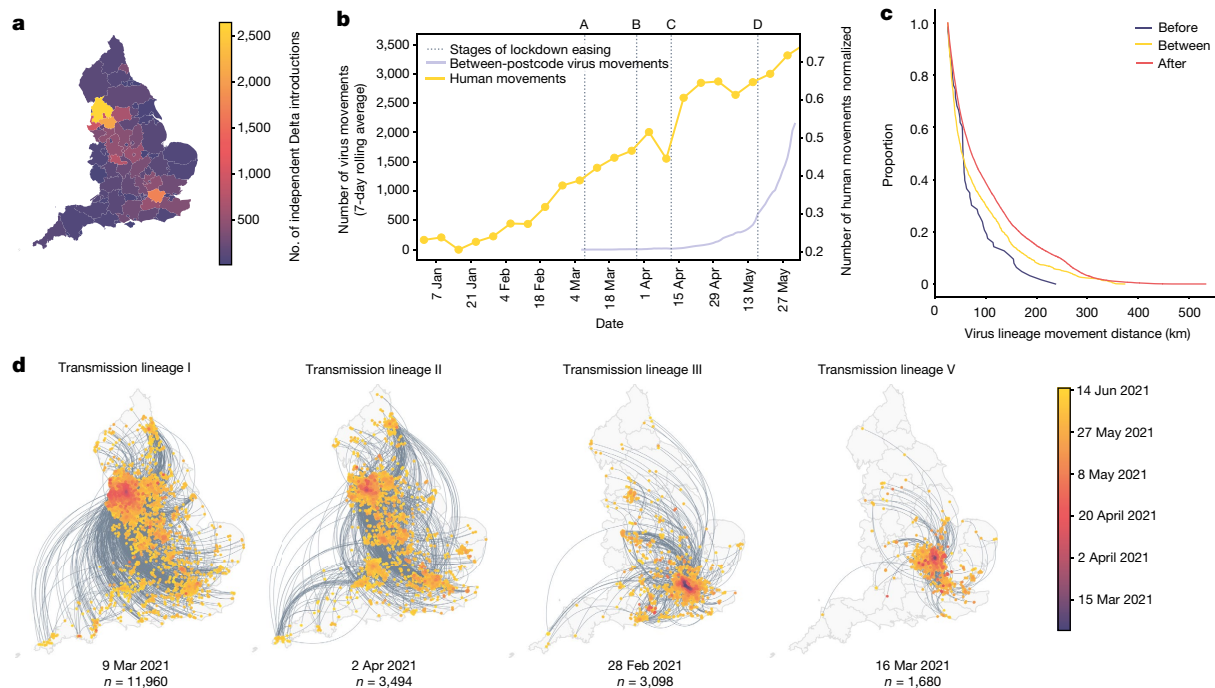 a
2,500
2,000
1,500
1,000
500
No. of independent Delta introductions
b
A
B
C
D
3,500
3,000
2,500
2,000
1,500
1,000
500
0
Number of virus movements
(7-day rolling average)
Stages of lockdown easing
Between-postcode virus movements
Human movements
0.7
0.6
0.5
0.4
0.3
0.2
Number of human movements normalized
7 Jan
21 Jan
4 Feb
18 Feb
4 Mar
18 Mar
1 Apr
15 Apr
29 Apr
13 May
27 May
Date
c
1.0
0.8
0.6
0.4
0.2
0
Proportion
Before
Between
After
0
100
200
300
400
500
Virus lineage movement distance (km)
d
Transmission lineage I
9 Mar 2021
n = 11,960
Transmission lineage II
2 Apr 2021
n = 3,494
Transmission lineage III
28 Feb 2021
n = 3,098
Transmission lineage V
16 Mar 2021
n = 1,680
14 Jun 2021
27 May 2021
8 May 2021
20 April 2021
2 April 2021
15 Mar 2021